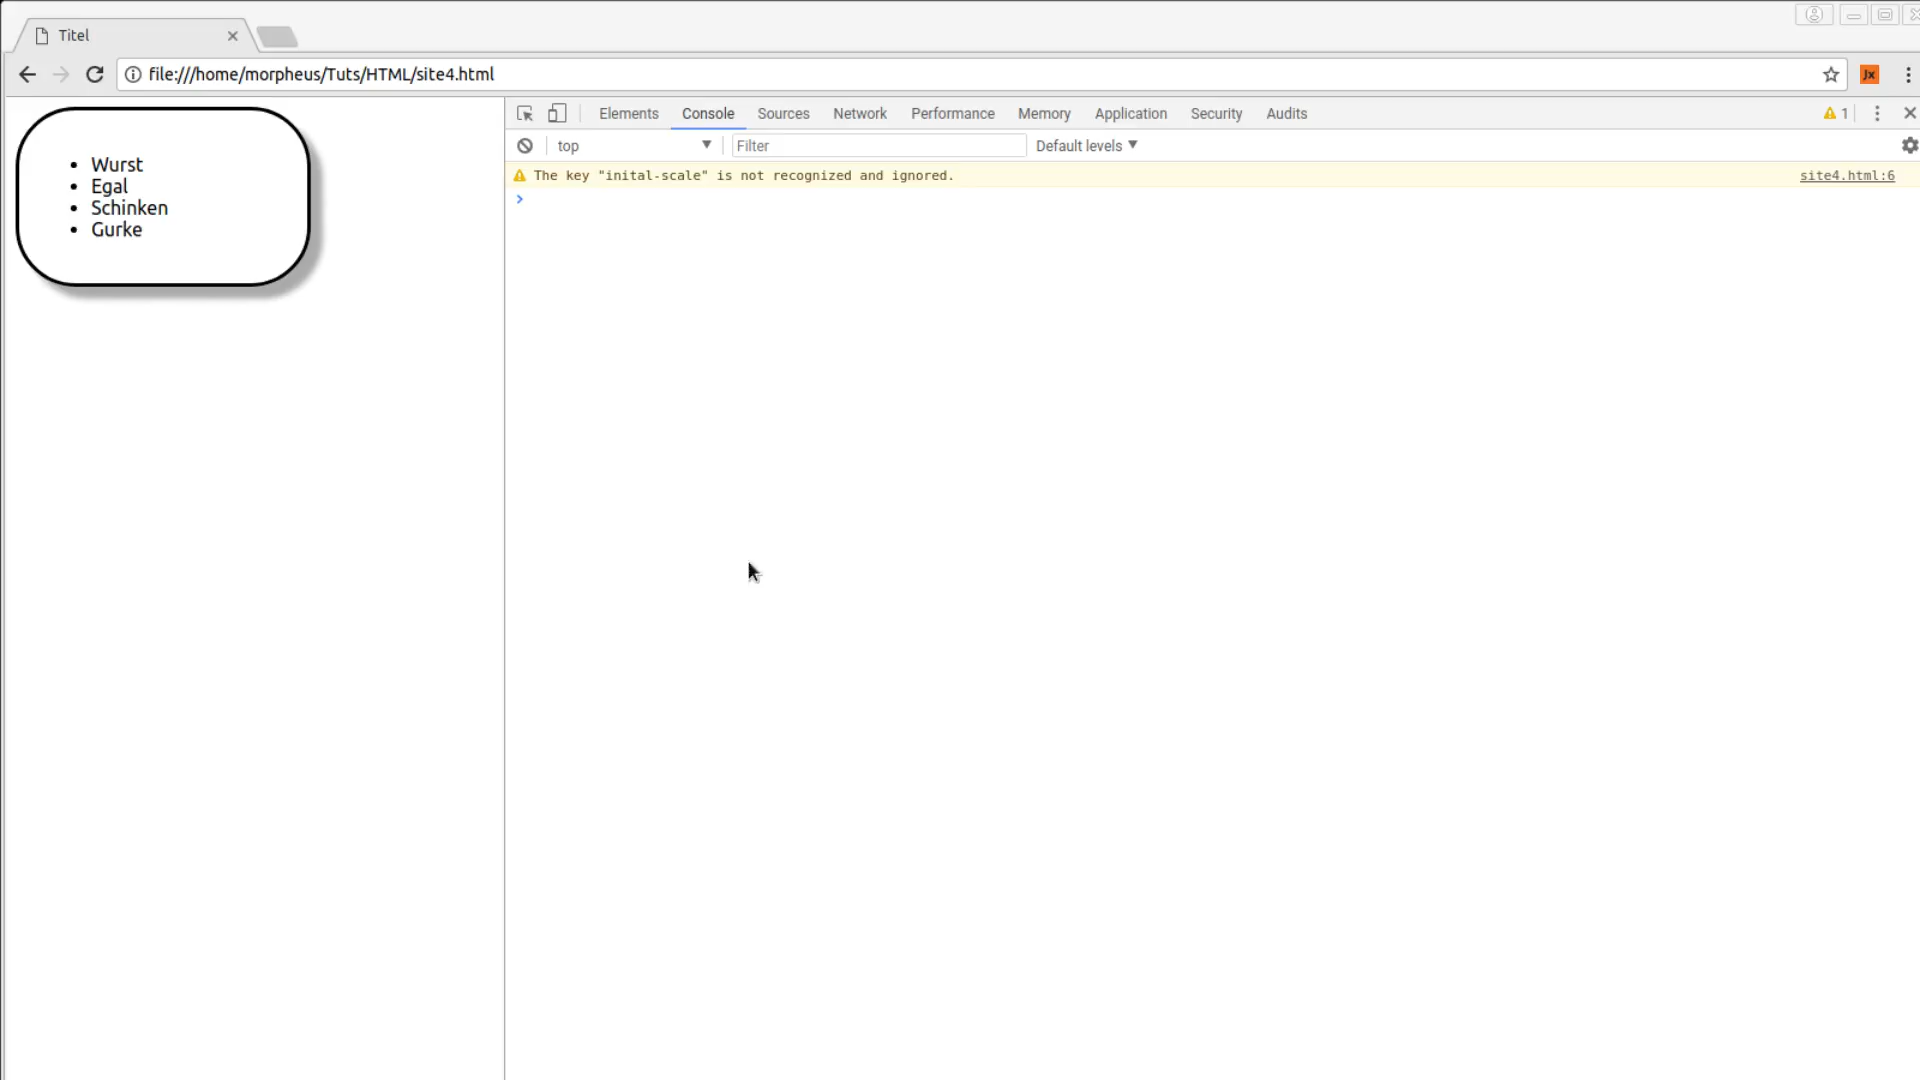 Titel
file:///home/morpheus/Tuts/HTML/site4.html
Jx
Elements Console Sources Network Performance Memory Application Security Audits 1
top Filter Default levels
The key "inital-scale" is not recognized and ignored. site4.html:6
Wurst
Egal
Schinken
Gurke